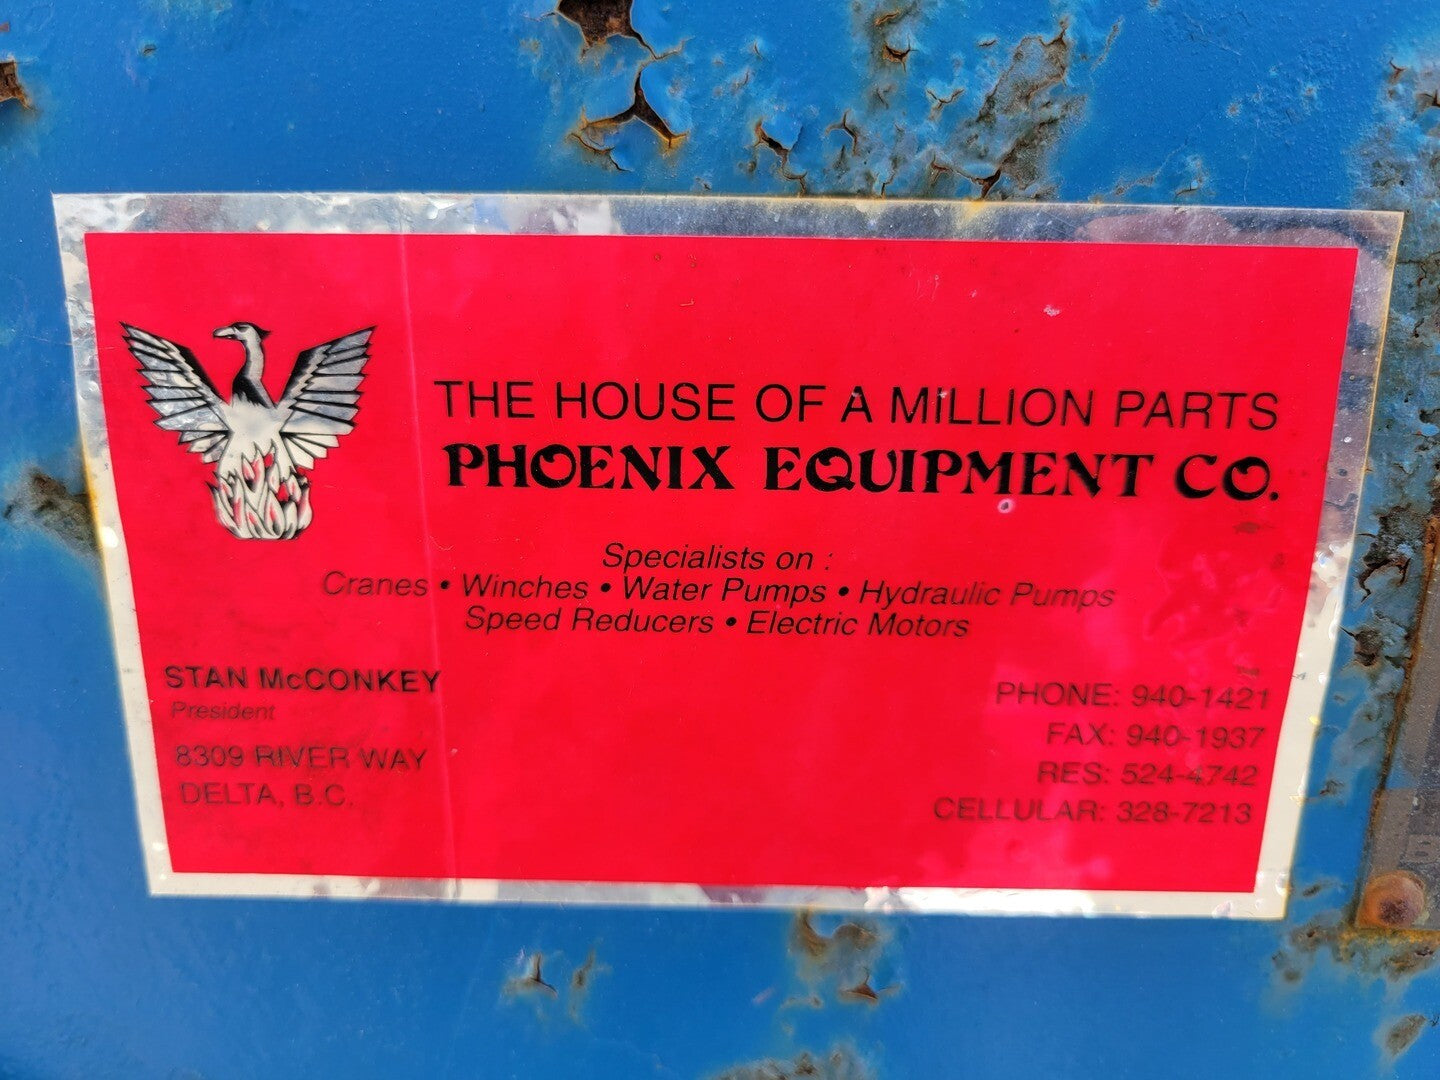 THE HOUSE OF A MILLION PARTS
PHOENIX EQUIPMENT CO.
Specialists on :
Cranes • Winches • Water Pumps • Hydraulic Pumps
Speed Reducers • Electric Motors
STAN McCONKEY
President
8309 RIVER WAY
DELTA, B.C.
PHONE: 940-1421
FAX: 940-1937
RES: 524-4742
CELLULAR: 328-7213